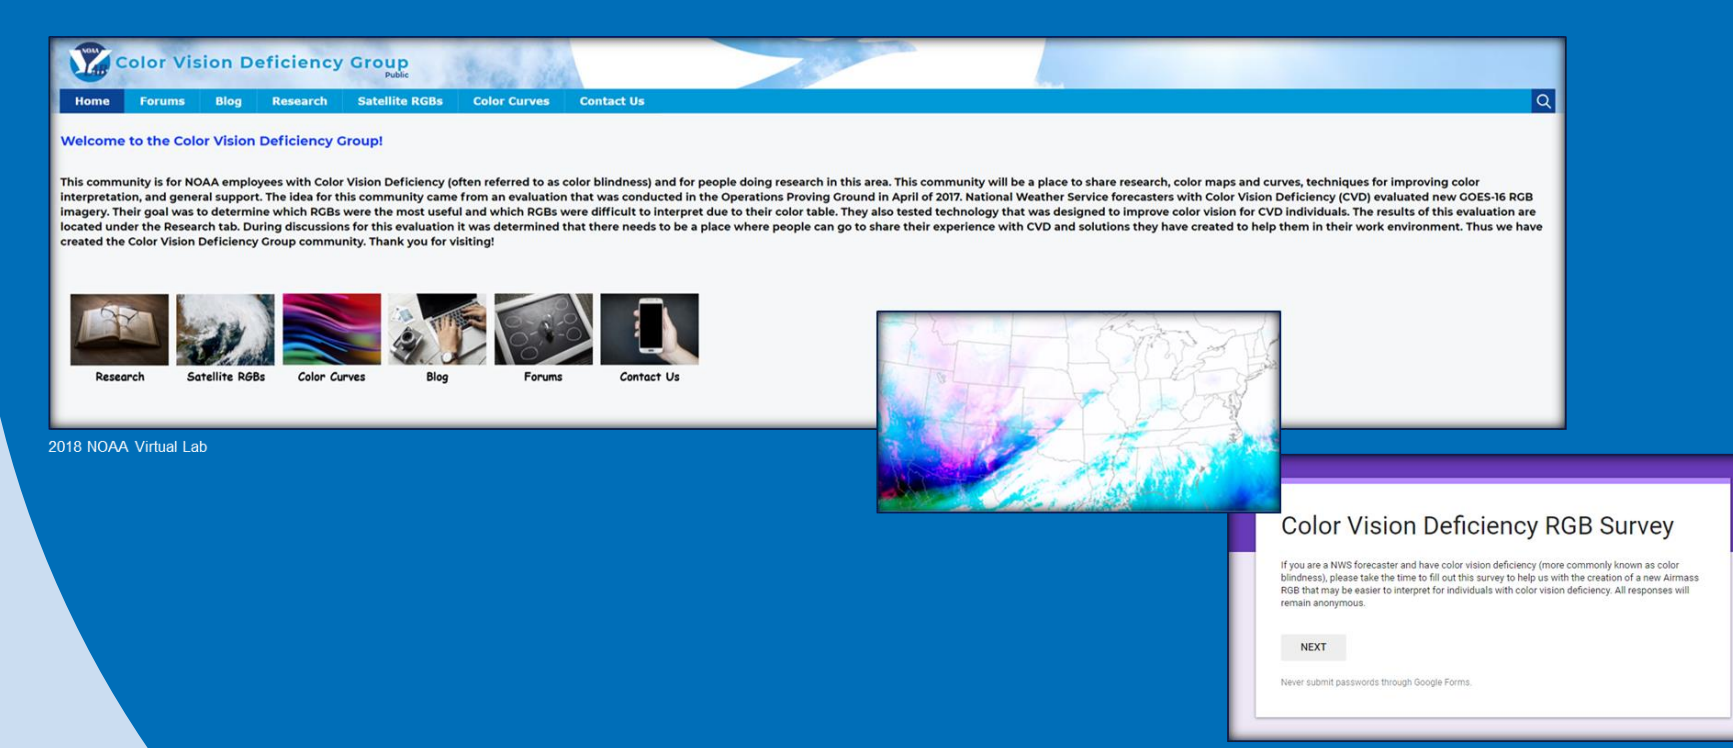 NOAA
VLAB
Color Vision Deficiency Group
Public
Home Forums Blog Research Satellite RGBs Color Curves Contact Us
Welcome to the Color Vision Deficiency Group!
This community is for NOAA employees with Color Vision Deficiency (often referred to as color blindness) and for people doing research in this area. This community will be a place to share research, color maps and curves, techniques for improving color
interpretation, and general support. The idea for this community came from an evaluation that was conducted in the Operations Proving Ground in April of 2017. National Weather Service forecasters with Color Vision Deficiency (CVD) evaluated new GOES-16 RGB
imagery. Their goal was to determine which RGBs were the most useful and which RGBs were difficult to interpret due to their color table. They also tested technology that was designed to improve color vision for CVD individuals. The results of this evaluation are
located under the Research tab. During discussions for this evaluation it was determined that there needs to be a place where people can go to share their experience with CVD and solutions they have created to help them in their work environment. Thus we have
created the Color Vision Deficiency Group community. Thank you for visiting!
Research Satellite RGBs Color Curves Blog Forums Contact Us
2018 NOAA Virtual Lab
Color Vision Deficiency RGB Survey
If you are a NWS forecaster and have color vision deficiency (more commonly known as color
blindness), please take the time to fill out this survey to help us with the creation of a new Airmass
RGB that may be easier to interpret for individuals with color vision deficiency. All responses will
remain anonymous.
NEXT
Never submit passwords through Google Forms.